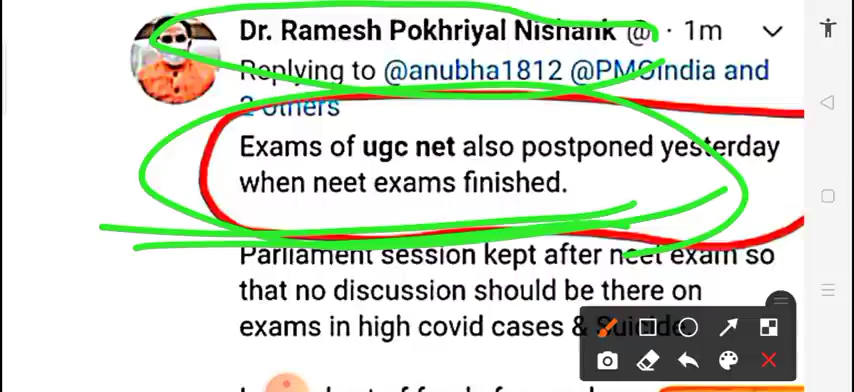 Dr. Ramesh Pokhriyal Nishank @ · 1m
Replying to @anubha1812 @PMOIndia and
2 others
Exams of ugc net also postponed yesterday
when neet exams finished.
Parliament session kept after neet exam so
that no discussion should be there on
exams in high covid cases & Suicide.